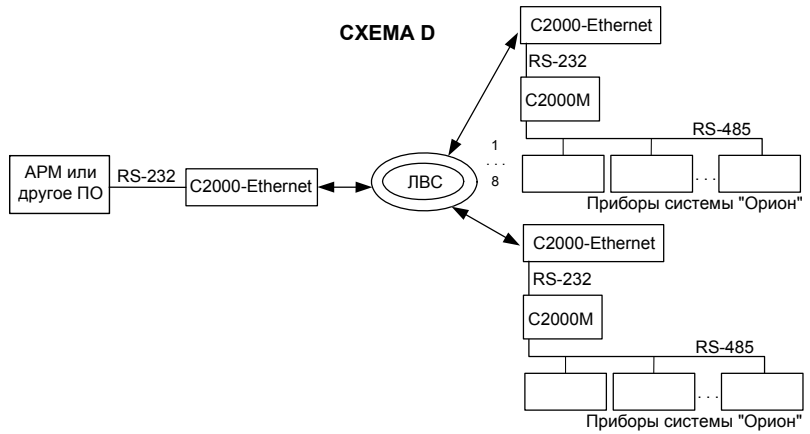 СХЕМА D
C2000-Ethernet
RS-232
C2000M
RS-485
1
. . .
8
. . .
Приборы системы "Орион"
АРМ или
другое ПО
RS-232
C2000-Ethernet
ЛВС
C2000-Ethernet
RS-232
C2000M
RS-485
. . .
Приборы системы "Орион"